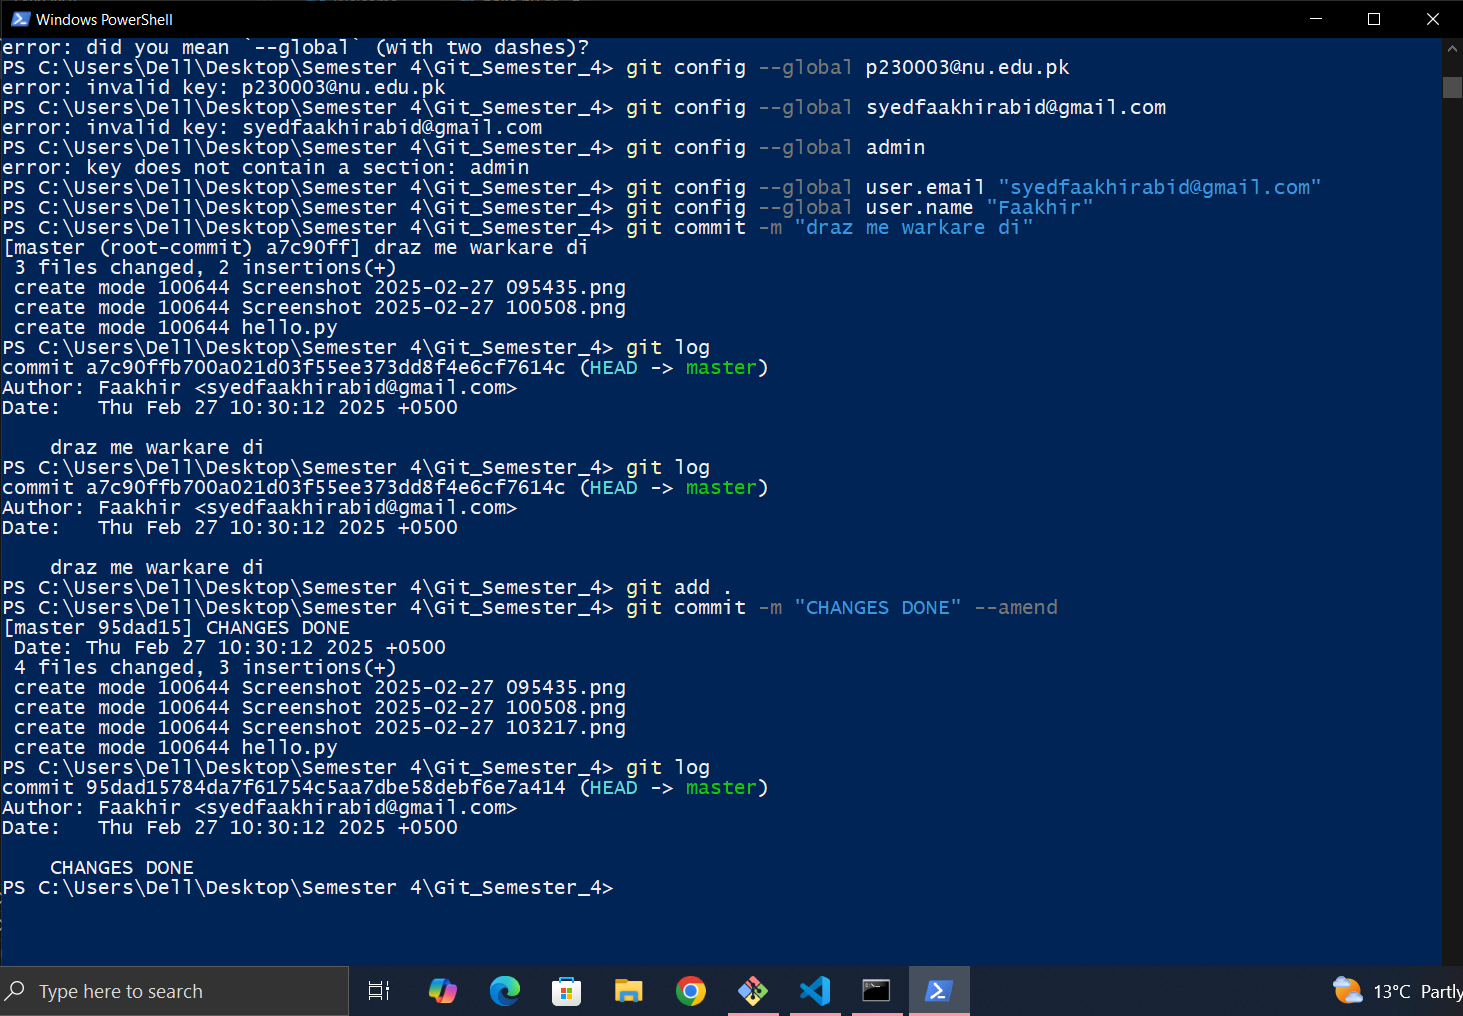 Windows PowerShell
error: did you mean `--global` (with two dashes)?
PS C:\Users\Dell\Desktop\Semester 4\Git_Semester_4> git config --global p230003@nu.edu.pk
error: invalid key: p230003@nu.edu.pk
PS C:\Users\Dell\Desktop\Semester 4\Git_Semester_4> git config --global syedfaakhirabid@gmail.com
error: invalid key: syedfaakhirabid@gmail.com
PS C:\Users\Dell\Desktop\Semester 4\Git_Semester_4> git config --global admin
error: key does not contain a section: admin
PS C:\Users\Dell\Desktop\Semester 4\Git_Semester_4> git config --global user.email "syedfaakhirabid@gmail.com"
PS C:\Users\Dell\Desktop\Semester 4\Git_Semester_4> git config --global user.name "Faakhir"
PS C:\Users\Dell\Desktop\Semester 4\Git_Semester_4> git commit -m "draz me warkare di"
[master (root-commit) a7c90ff] draz me warkare di
 3 files changed, 2 insertions(+)
 create mode 100644 Screenshot 2025-02-27 095435.png
 create mode 100644 Screenshot 2025-02-27 100508.png
 create mode 100644 hello.py
PS C:\Users\Dell\Desktop\Semester 4\Git_Semester_4> git log
commit a7c90ffb700a021d03f55ee373dd8f4e6cf7614c (HEAD -> master)
Author: Faakhir <syedfaakhirabid@gmail.com>
Date:   Thu Feb 27 10:30:12 2025 +0500
    draz me warkare di
PS C:\Users\Dell\Desktop\Semester 4\Git_Semester_4> git log
commit a7c90ffb700a021d03f55ee373dd8f4e6cf7614c (HEAD -> master)
Author: Faakhir <syedfaakhirabid@gmail.com>
Date:   Thu Feb 27 10:30:12 2025 +0500
    draz me warkare di
PS C:\Users\Dell\Desktop\Semester 4\Git_Semester_4> git add .
PS C:\Users\Dell\Desktop\Semester 4\Git_Semester_4> git commit -m "CHANGES DONE" --amend
[master 95dad15] CHANGES DONE
 Date: Thu Feb 27 10:30:12 2025 +0500
 4 files changed, 3 insertions(+)
 create mode 100644 Screenshot 2025-02-27 095435.png
 create mode 100644 Screenshot 2025-02-27 100508.png
 create mode 100644 Screenshot 2025-02-27 103217.png
 create mode 100644 hello.py
PS C:\Users\Dell\Desktop\Semester 4\Git_Semester_4> git log
commit 95dad15784da7f61754c5aa7dbe58debf6e7a414 (HEAD -> master)
Author: Faakhir <syedfaakhirabid@gmail.com>
Date:   Thu Feb 27 10:30:12 2025 +0500
    CHANGES DONE
PS C:\Users\Dell\Desktop\Semester 4\Git_Semester_4>
Type here to search
13°C Partly